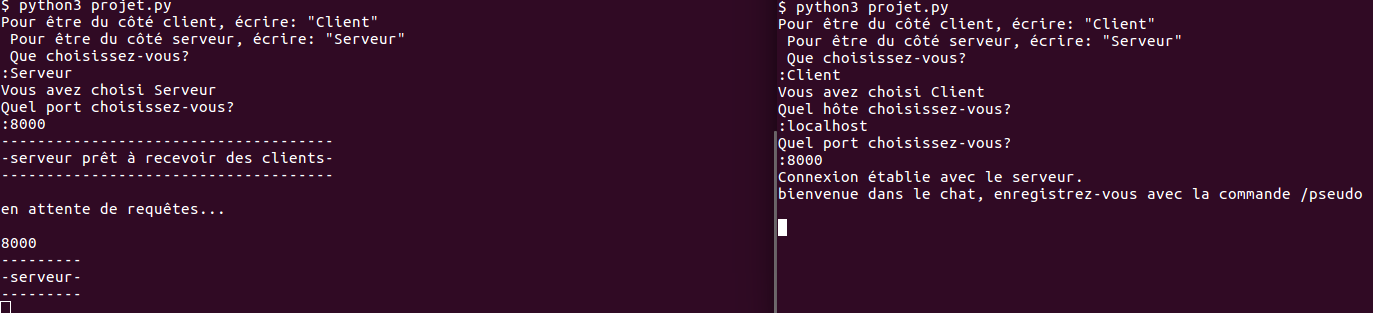 $ python3 projet.py
Pour être du côté client, écrire: "Client"
 Pour être du côté serveur, écrire: "Serveur"
 Que choisissez-vous?
:Serveur
Vous avez choisi Serveur
Quel port choisissez-vous?
:8000
-------------------------------------
-serveur prêt à recevoir des clients-
-------------------------------------
en attente de requêtes...
8000
---------
-serveur-
---------
$ python3 projet.py
Pour être du côté client, écrire: "Client"
 Pour être du côté serveur, écrire: "Serveur"
 Que choisissez-vous?
:Client
Vous avez choisi Client
Quel hôte choisissez-vous?
:localhost
Quel port choisissez-vous?
:8000
Connexion établie avec le serveur.
bienvenue dans le chat, enregistrez-vous avec la commande /pseudo